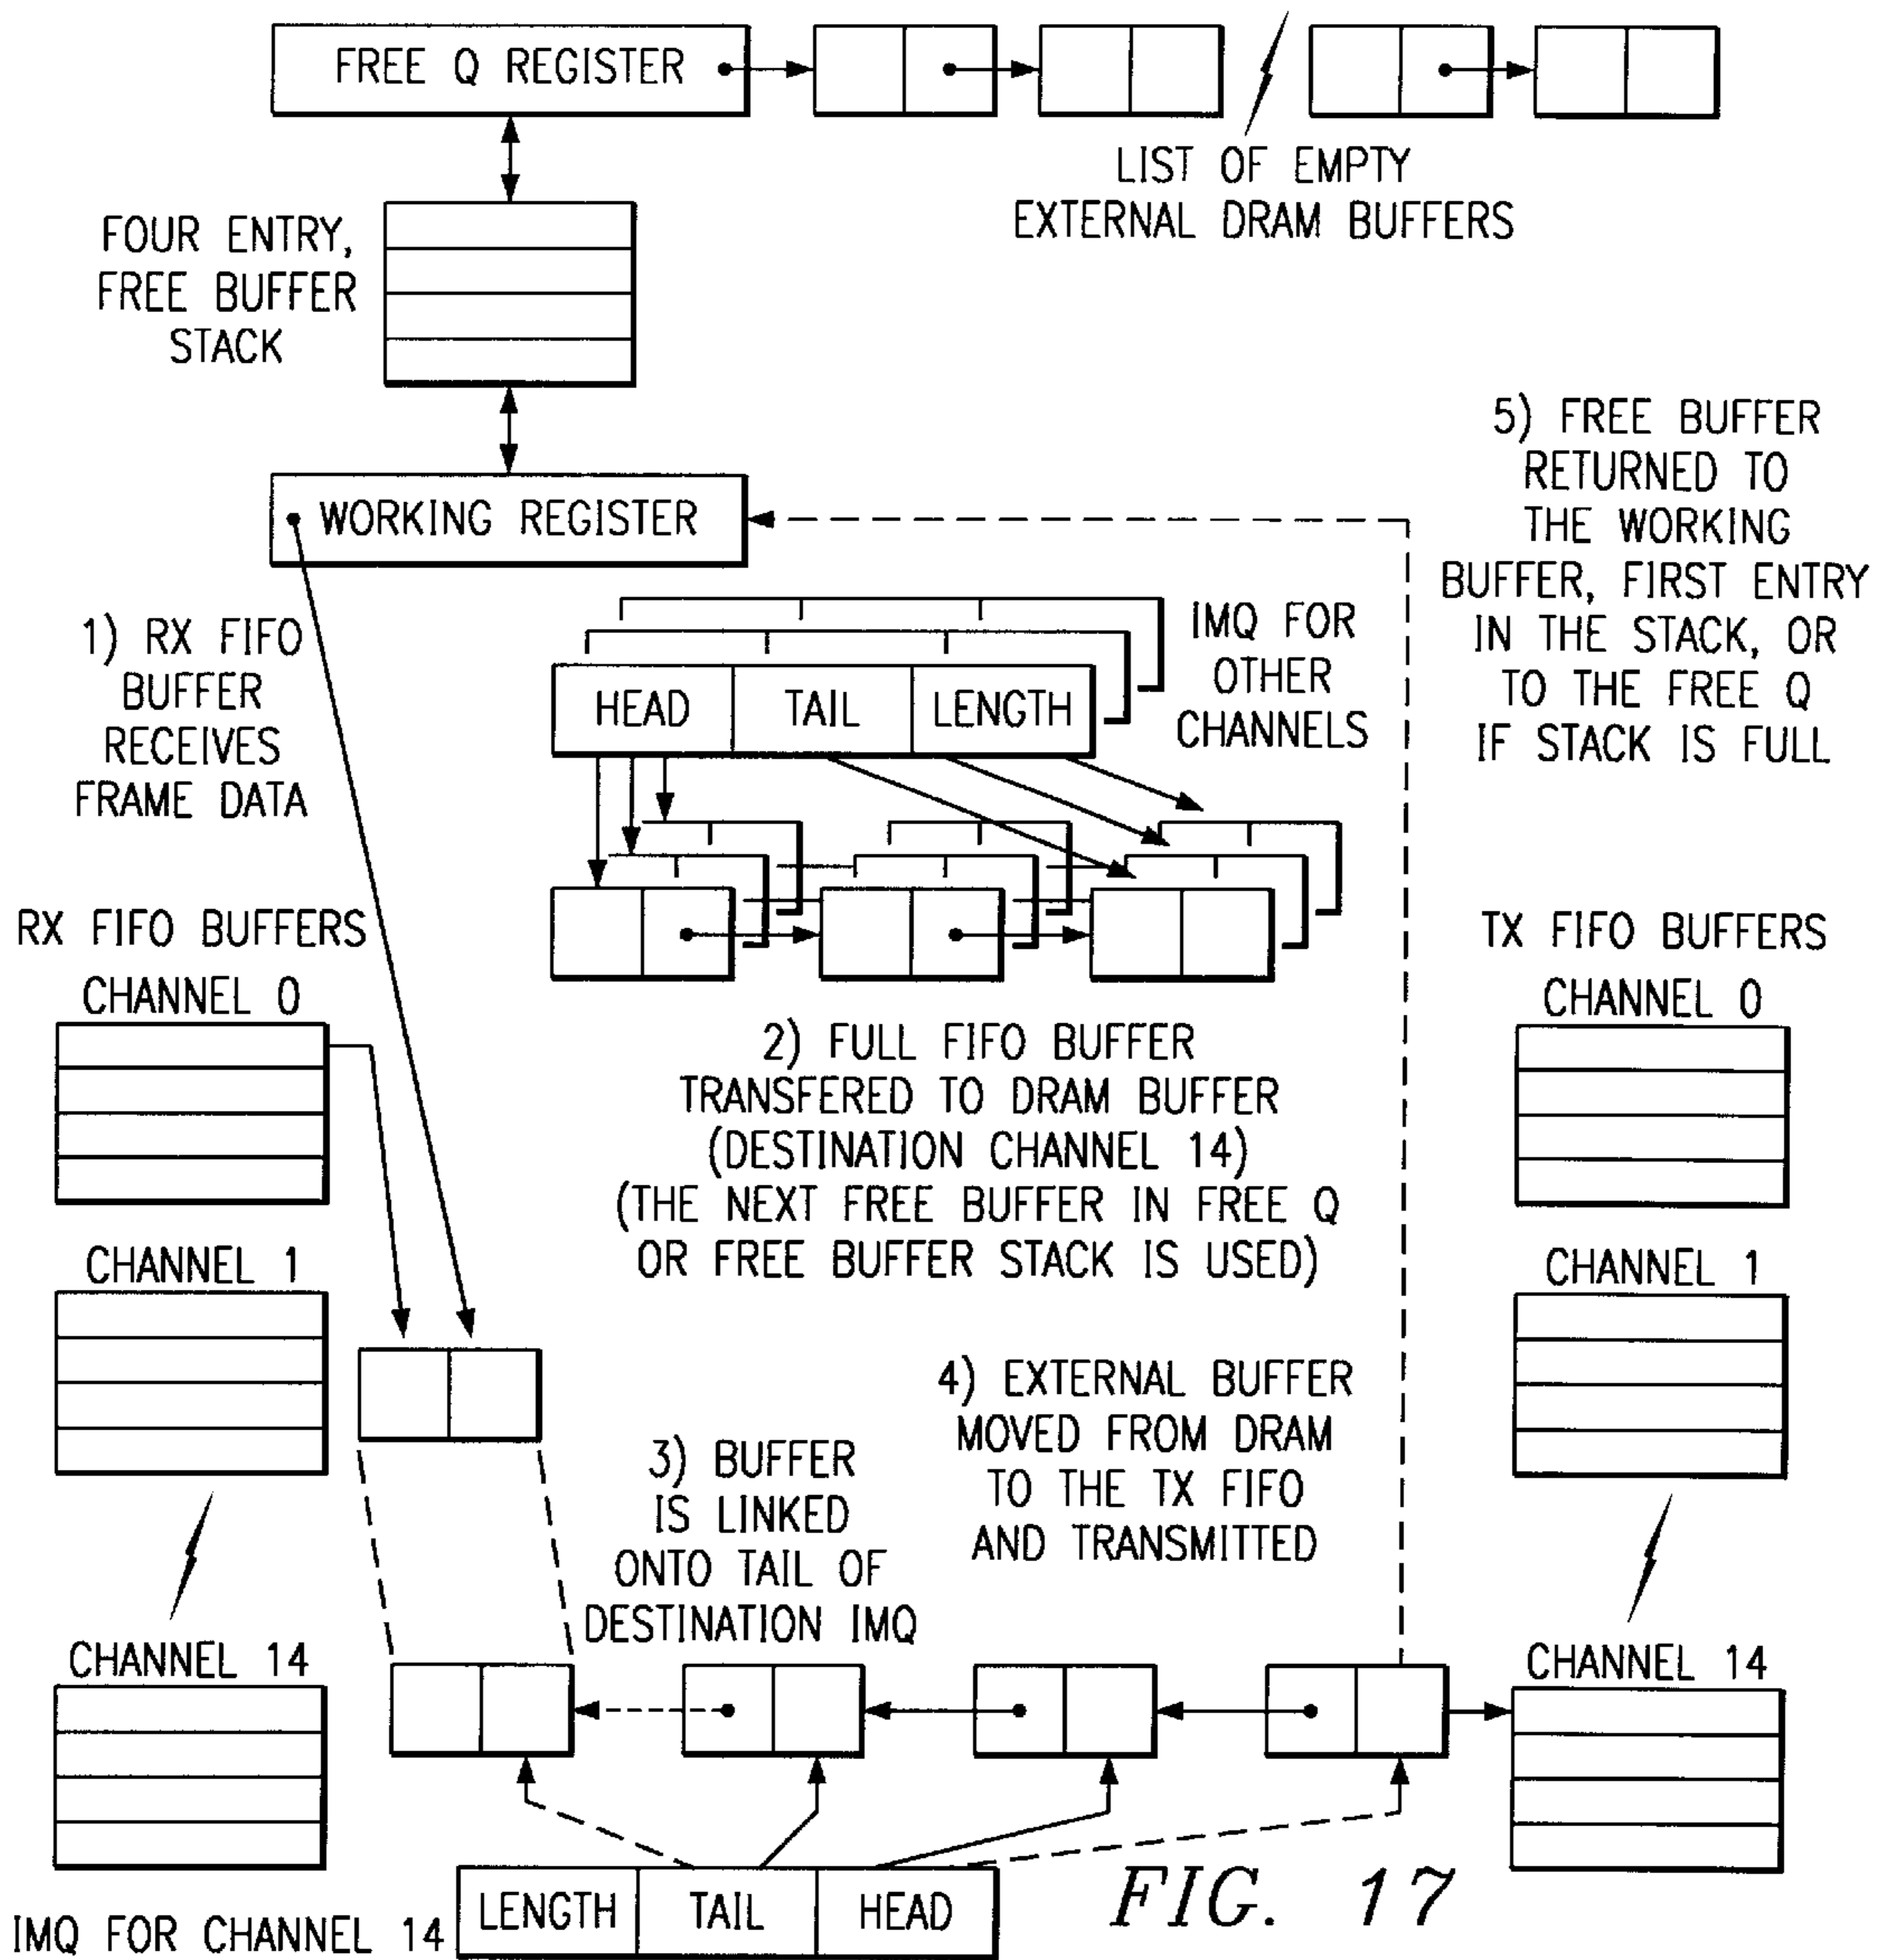 FREE Q REGISTER
LIST OF EMPTY
EXTERNAL DRAM BUFFERS
FOUR ENTRY,
FREE BUFFER
STACK
WORKING REGISTER
5) FREE BUFFER
RETURNED TO
THE WORKING
BUFFER, FIRST ENTRY
IN THE STACK, OR
TO THE FREE Q
IF STACK IS FULL
1) RX FIFO
BUFFER
RECEIVES
FRAME DATA
IMQ FOR
OTHER
CHANNELS
HEAD TAIL LENGTH
RX FIFO BUFFERS
CHANNEL 0
CHANNEL 1
CHANNEL 14
2) FULL FIFO BUFFER
TRANSFERED TO DRAM BUFFER
(DESTINATION CHANNEL 14)
(THE NEXT FREE BUFFER IN FREE Q
OR FREE BUFFER STACK IS USED)
TX FIFO BUFFERS
CHANNEL 0
CHANNEL 1
CHANNEL 14
3) BUFFER
IS LINKED
ONTO TAIL OF
DESTINATION IMQ
4) EXTERNAL BUFFER
MOVED FROM DRAM
TO THE TX FIFO
AND TRANSMITTED
IMQ FOR CHANNEL 14
LENGTH TAIL HEAD
FIG. 17